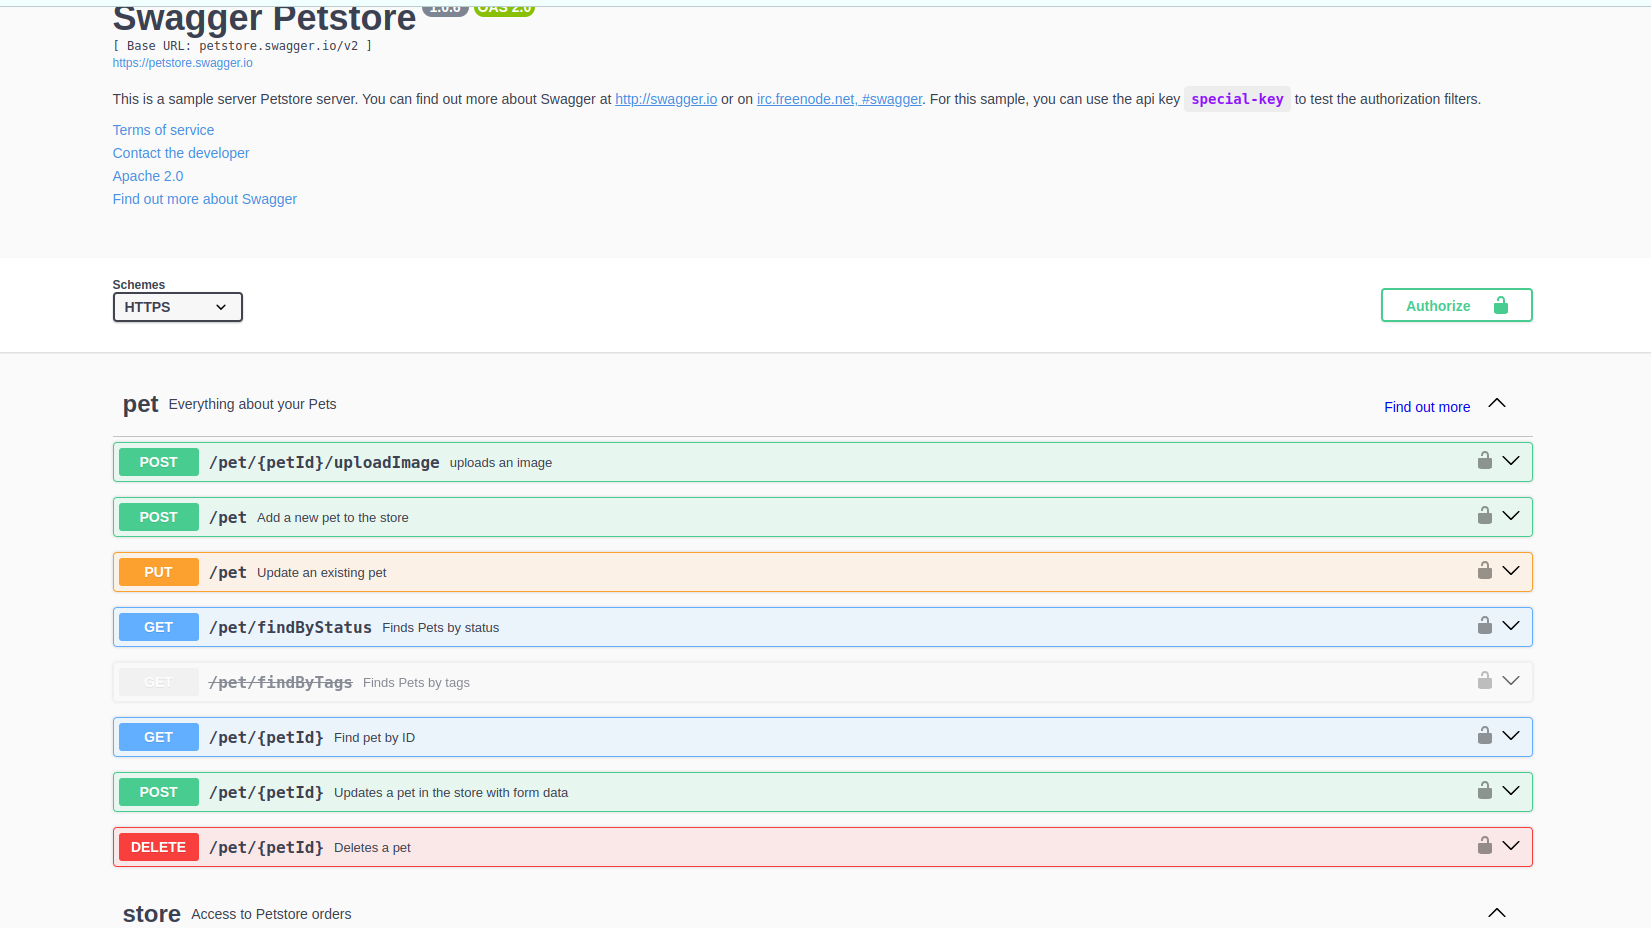 Swagger Petstore 1.0.6 OAS 2.0
[ Base URL: petstore.swagger.io/v2 ]
https://petstore.swagger.io
This is a sample server Petstore server. You can find out more about Swagger at http://swagger.io or on irc.freenode.net, #swagger. For this sample, you can use the api key special-key to test the authorization filters.
Terms of service
Contact the developer
Apache 2.0
Find out more about Swagger
Schemes
HTTPS
Authorize
pet Everything about your Pets Find out more
POST /pet/{petId}/uploadImage uploads an image
POST /pet Add a new pet to the store
PUT /pet Update an existing pet
GET /pet/findByStatus Finds Pets by status
GET /pet/findByTags Finds Pets by tags
GET /pet/{petId} Find pet by ID
POST /pet/{petId} Updates a pet in the store with form data
DELETE /pet/{petId} Deletes a pet
store Access to Petstore orders